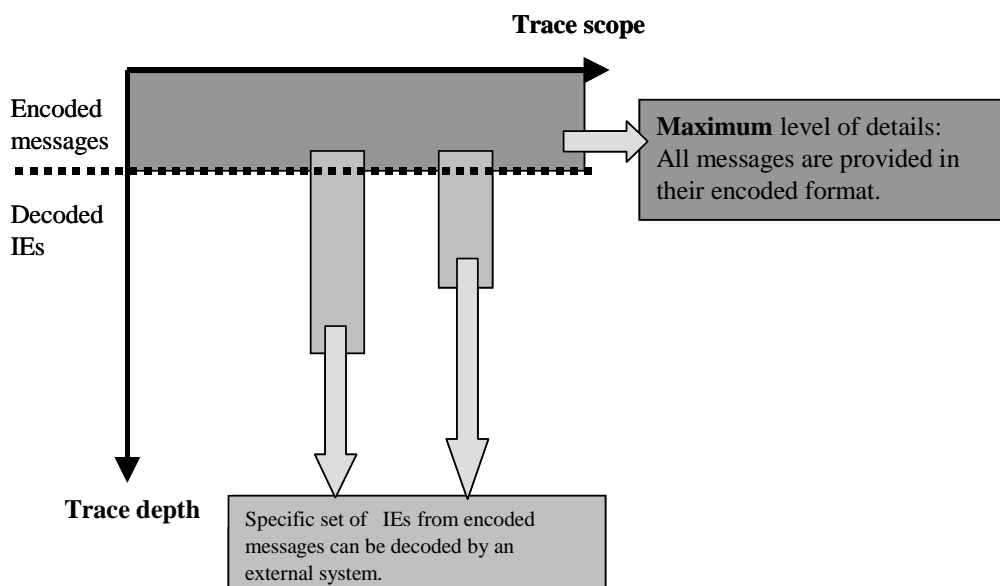 Trace scope
Encoded
messages
Maximum level of details:
All messages are provided in
their encoded format.
Decoded
IEs
Trace depth
Specific set of IEs from encoded
messages can be decoded by an
external system.